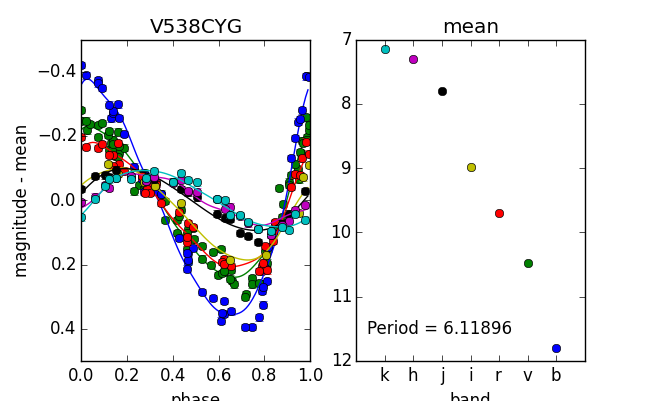 V538CYG
mean
magnitude - mean
−0.4
−0.2
0.0
0.2
0.4
0.0 0.2 0.4 0.6 0.8 1.0
phase
7
8
9
10
11
12
Period = 6.11896
k h j i r v b
band